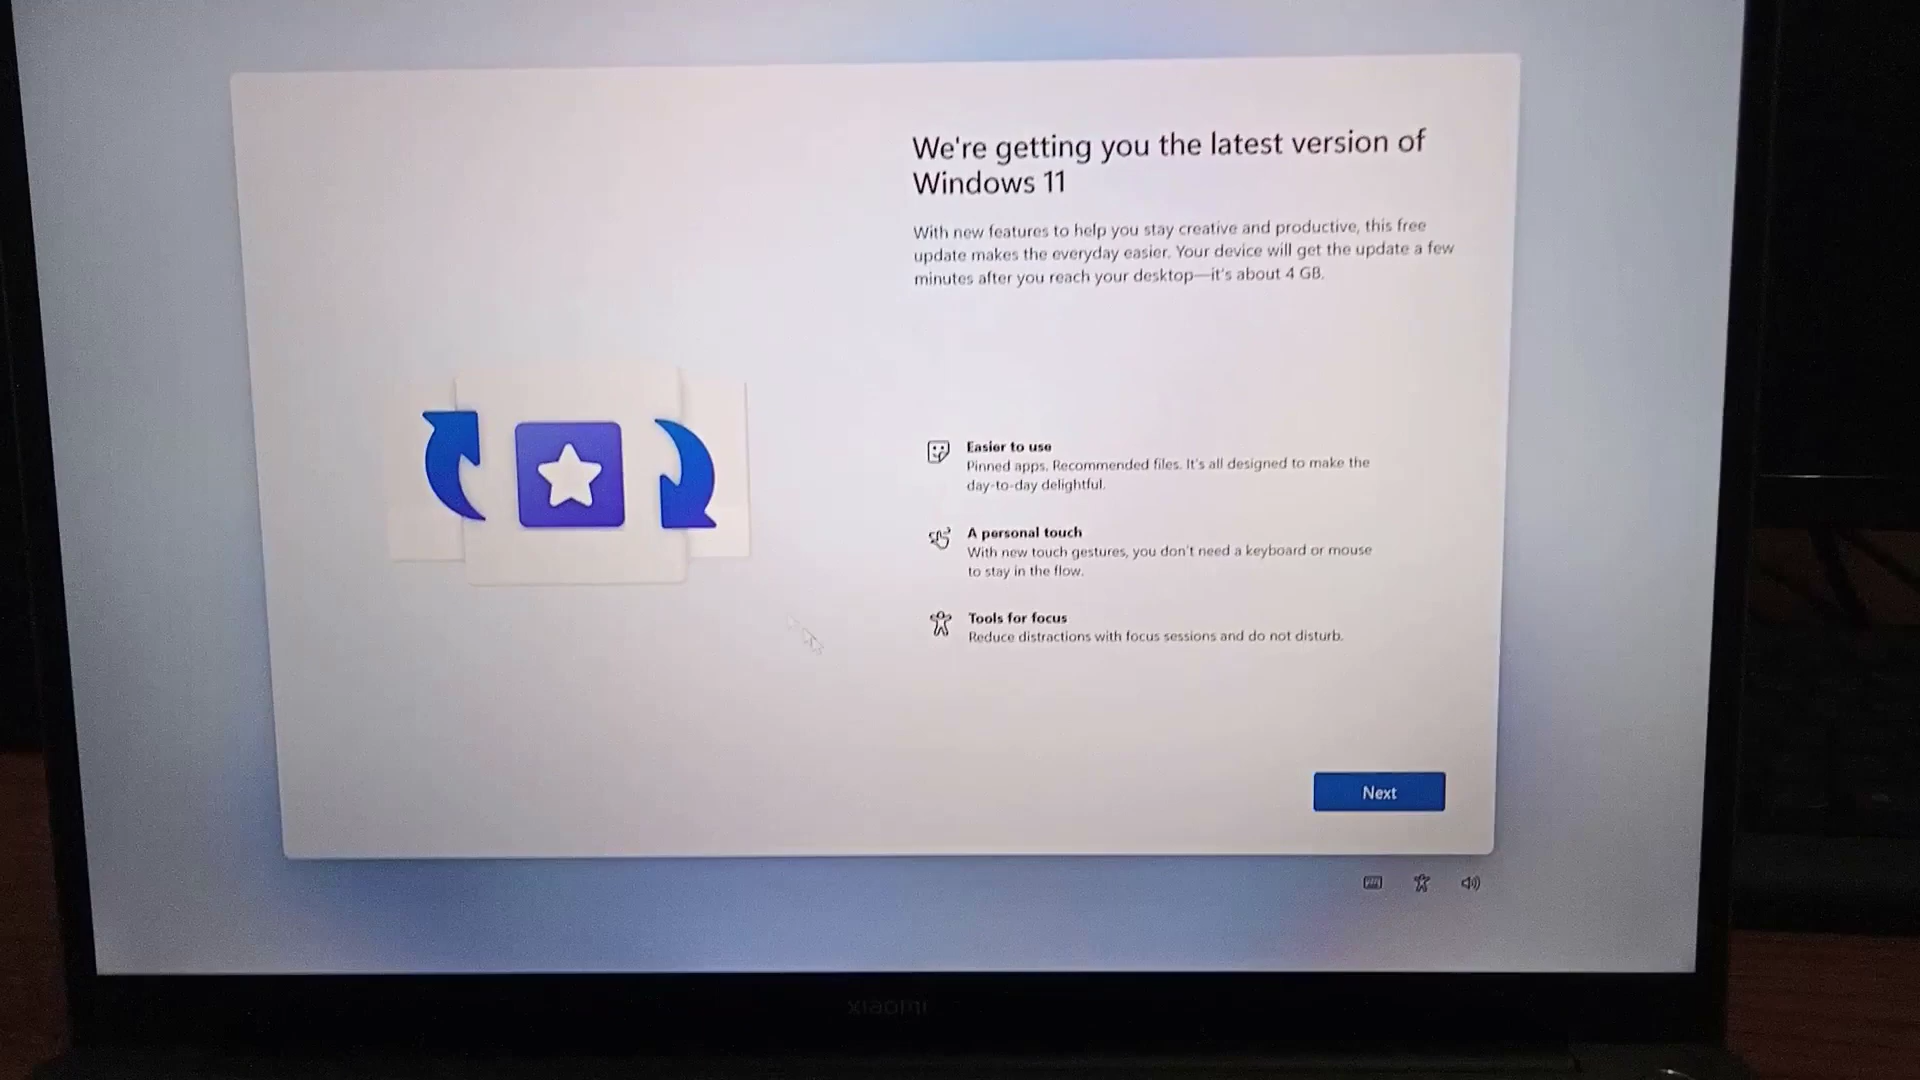 We're getting you the latest version of
Windows 11
With new features to help you stay creative and productive, this free
update makes the everyday easier. Your device will get the update a few
minutes after you reach your desktop—it's about 4 GB.
Easier to use
Pinned apps. Recommended files. It's all designed to make the
day-to-day delightful.
A personal touch
With new touch gestures, you don't need a keyboard or mouse
to stay in the flow.
Tools for focus
Reduce distractions with focus sessions and do not disturb.
Next
xiaomi